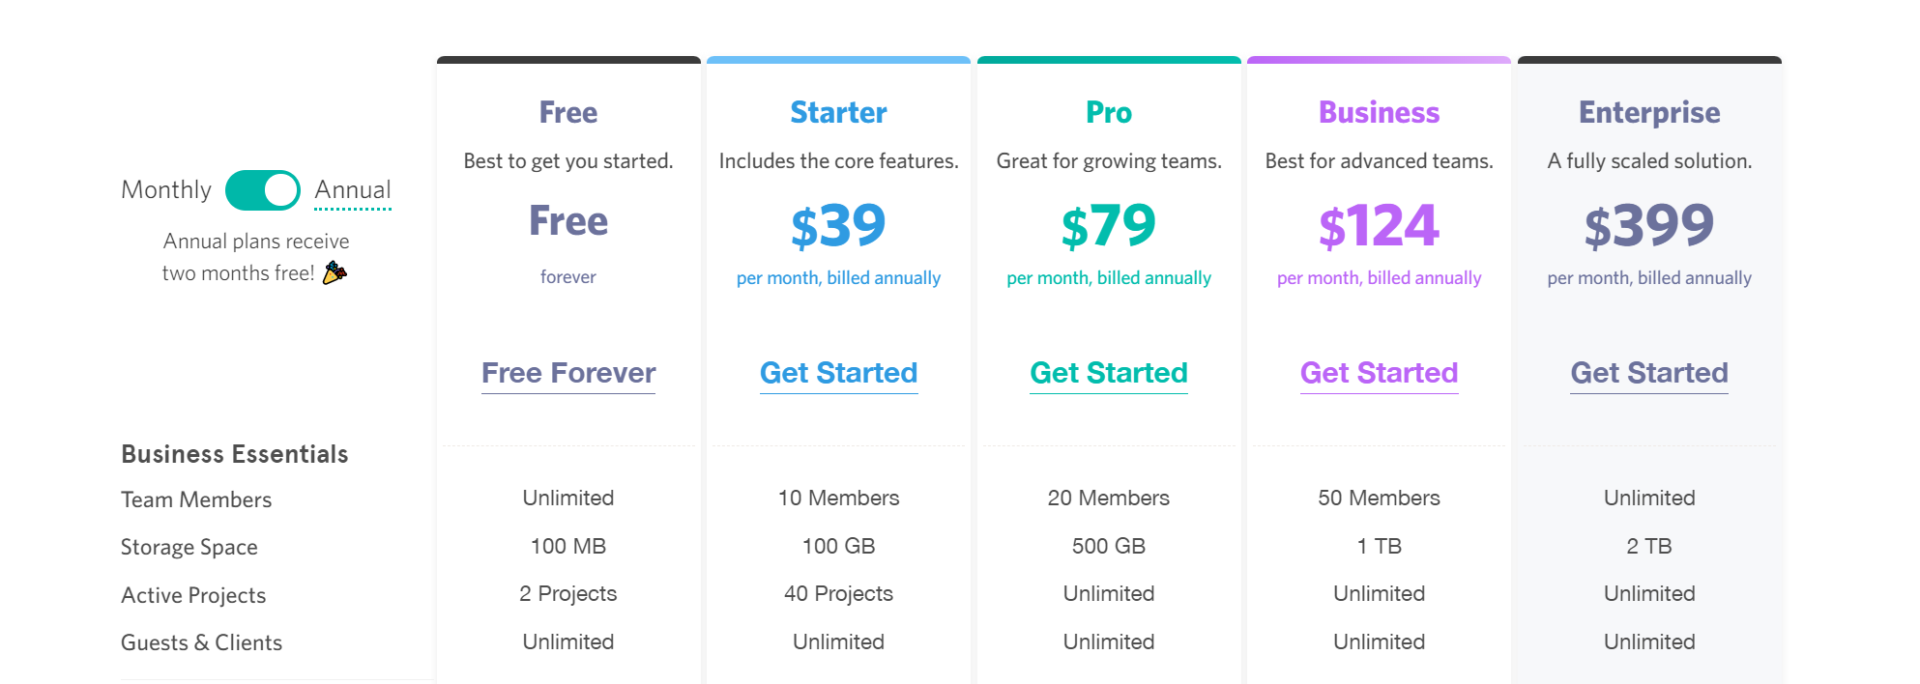 Free
Starter
Pro
Business
Enterprise
Best to get you started.
Includes the core features.
Great for growing teams.
Best for advanced teams.
A fully scaled solution.
Monthly Annual
Annual plans receive
two months free!
Free
$39
$79
$124
$399
forever
per month, billed annually
per month, billed annually
per month, billed annually
per month, billed annually
Free Forever
Get Started
Get Started
Get Started
Get Started
Business Essentials
Team Members Unlimited 10 Members 20 Members 50 Members Unlimited
Storage Space 100 MB 100 GB 500 GB 1 TB 2 TB
Active Projects 2 Projects 40 Projects Unlimited Unlimited Unlimited
Guests & Clients Unlimited Unlimited Unlimited Unlimited Unlimited